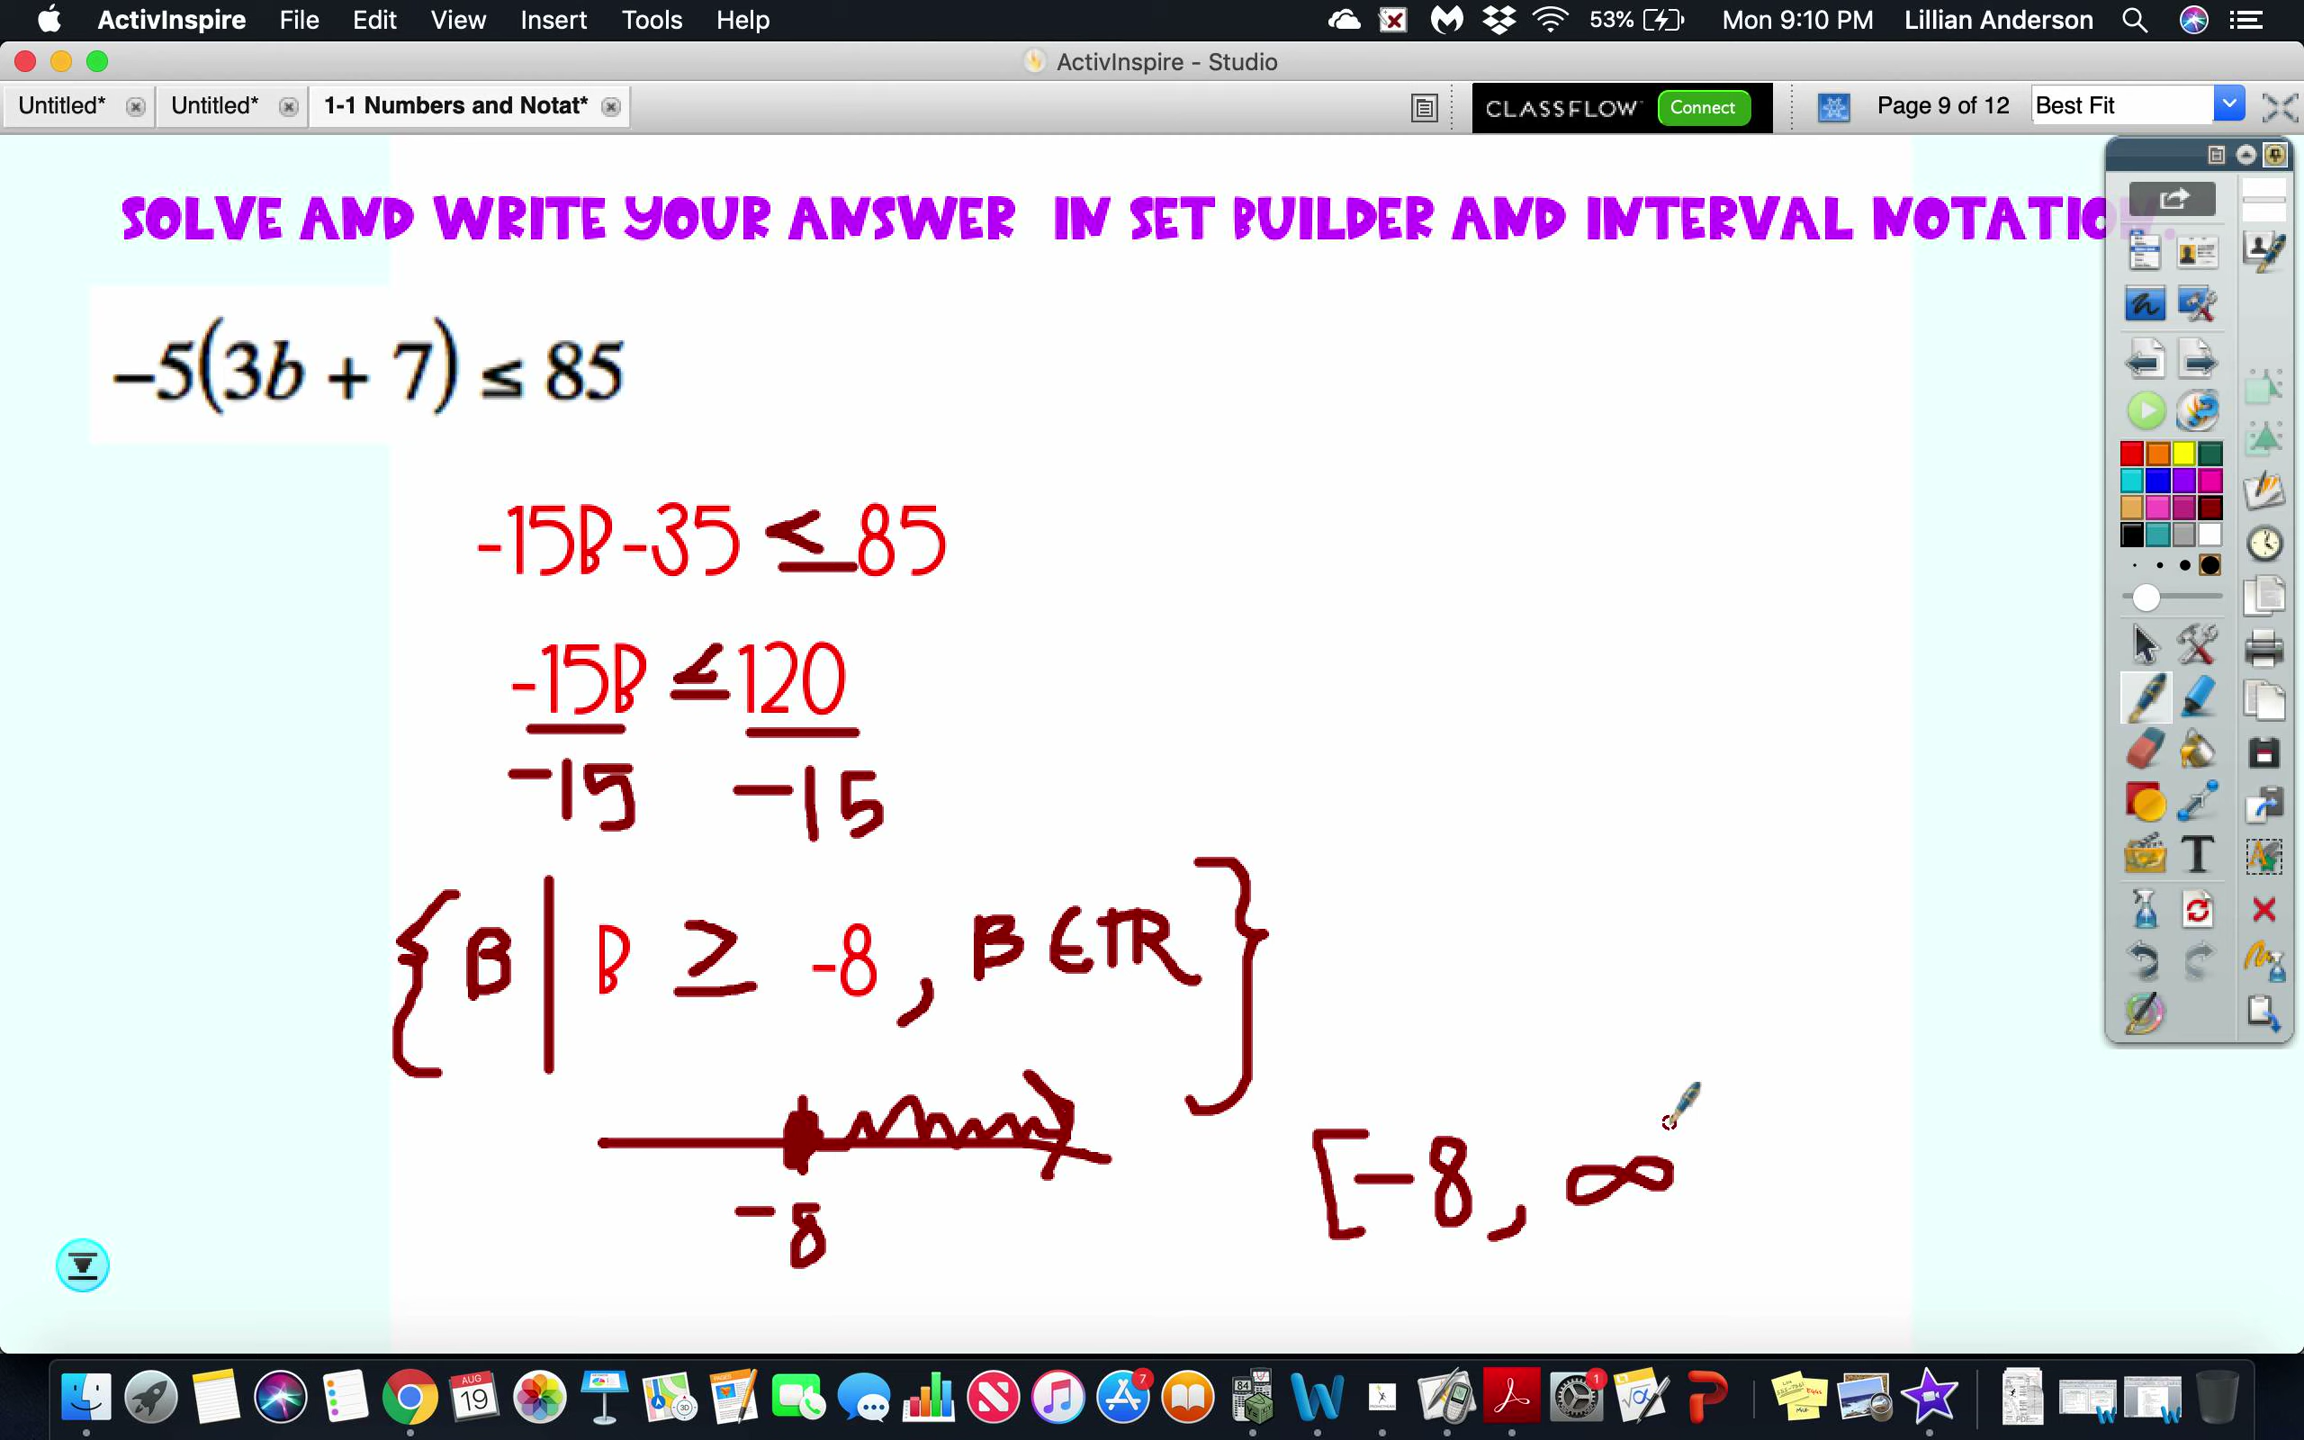 ActivInspire File Edit View Insert Tools Help 53% Mon 9:10 PM Lillian Anderson
ActivInspire - Studio
Untitled* Untitled* 1-1 Numbers and Notat* CLASSFLOW Connect Page 9 of 12 Best Fit
SOLVE AND WRITE YOUR ANSWER IN SET BUILDER AND INTERVAL NOTATION.
-5(3b + 7) ≤ 85
-15B-35 ≤ 85
-15B ≤ 120
-15 -15
{B | B ≥ -8, B ∈ ℝ}
-8
[-8, ∞
AUG
19
7
1